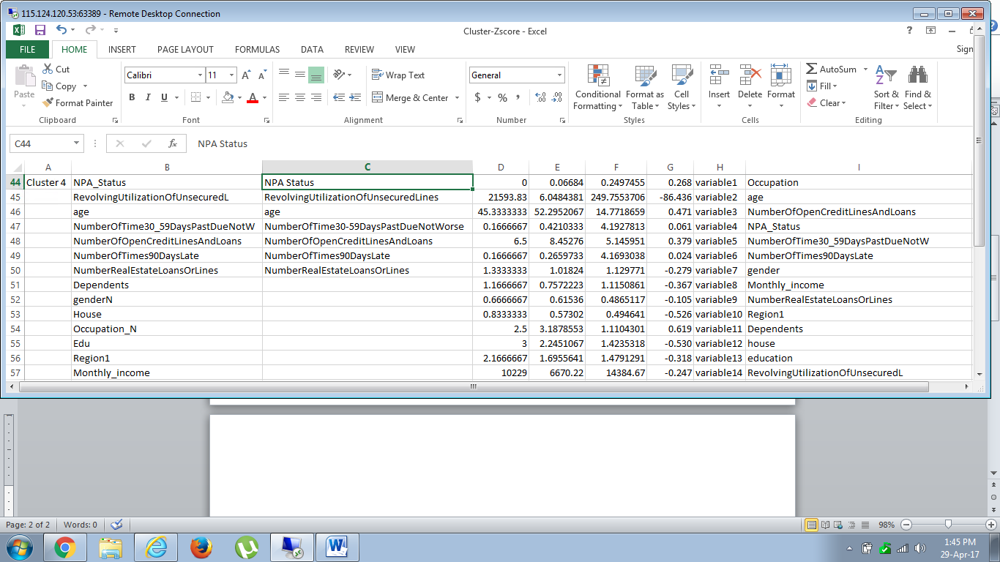 115.124.120.53:63389 - Remote Desktop Connection
Cluster-Zscore - Excel
?
FILE HOME INSERT PAGE LAYOUT FORMULAS DATA REVIEW VIEW Sign
Paste Cut Copy Format Painter
Calibri 11
B I U
Wrap Text
Merge & Center
General
$ % ,
Conditional Formatting Format as Table Cell Styles
Insert Delete Format
AutoSum Fill Clear
Sort & Filter Find & Select
Clipboard Font Alignment Number Styles Cells Editing
C44 fx NPA Status
A B C D E F G H I
44 Cluster 4 NPA_Status NPA Status 0 0.06684 0.2497455 0.268 variable1 Occupation
45 RevolvingUtilizationOfUnsecuredL RevolvingUtilizationOfUnsecuredLines 21593.83 6.0484381 249.7553706 -86.436 variable2 age
46 age age 45.3333333 52.2952067 14.7718659 0.471 variable3 NumberOfOpenCreditLinesAndLoans
47 NumberOfTime30_59DaysPastDueNotW NumberOfTime30-59DaysPastDueNotWorse 0.1666667 0.4210333 4.1927813 0.061 variable4 NPA_Status
48 NumberOfOpenCreditLinesAndLoans NumberOfOpenCreditLinesAndLoans 6.5 8.45276 5.145951 0.379 variable5 NumberOfTime30_59DaysPastDueNotW
49 NumberOfTimes90DaysLate NumberOfTimes90DaysLate 0.1666667 0.2659733 4.1693038 0.024 variable6 NumberOfTimes90DaysLate
50 NumberRealEstateLoansOrLines NumberRealEstateLoansOrLines 1.3333333 1.01824 1.129771 -0.279 variable7 gender
51 Dependents 1.1666667 0.7572223 1.1150861 -0.367 variable8 Monthly_income
52 genderN 0.6666667 0.61536 0.4865117 -0.105 variable9 NumberRealEstateLoansOrLines
53 House 0.8333333 0.57302 0.494641 -0.526 variable10 Region1
54 Occupation_N 2.5 3.1878553 1.1104301 0.619 variable11 Dependents
55 Edu 3 2.2451067 1.4235318 -0.530 variable12 house
56 Region1 2.1666667 1.6955641 1.4791291 -0.318 variable13 education
57 Monthly_income 10229 6670.22 14384.67 -0.247 variable14 RevolvingUtilizationOfUnsecuredL
Page: 2 of 2 Words: 0 98%
1:45 PM
29-Apr-17